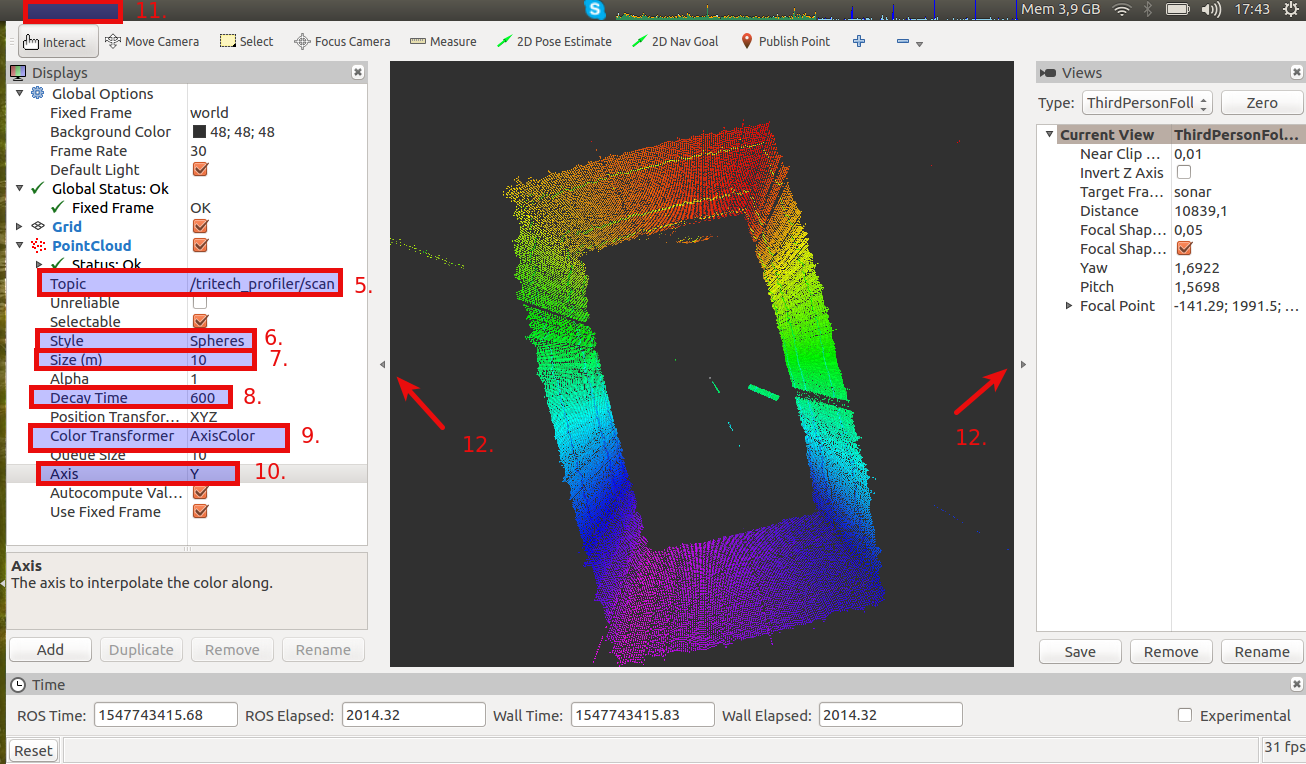 11.
Mem 3,9 GB 17:43
Interact Move Camera Select Focus Camera Measure 2D Pose Estimate 2D Nav Goal Publish Point
Displays
Global Options
Fixed Frame world
Background Color 48; 48; 48
Frame Rate 30
Default Light
Global Status: Ok
Fixed Frame OK
Grid
PointCloud
Status: Ok
Topic /tritech_profiler/scan 5.
Unreliable
Selectable
Style Spheres 6.
Size (m) 10 7.
Alpha 1
Decay Time 600 8.
Position Transfor... XYZ
Color Transformer AxisColor 9.
Queue Size 10
Axis Y 10.
Autocompute Val...
Use Fixed Frame
Axis
The axis to interpolate the color along.
Add Duplicate Remove Rename
12.
12.
Views
Type: ThirdPersonFoll Zero
Current View ThirdPersonFol...
Near Clip ... 0,01
Invert Z Axis
Target Fra... sonar
Distance 10839,1
Focal Shap... 0,05
Focal Shap...
Yaw 1,6922
Pitch 1,5698
Focal Point -141.29; 1991.5; ...
Save Remove Rename
Time
ROS Time: 1547743415.68 ROS Elapsed: 2014.32 Wall Time: 1547743415.83 Wall Elapsed: 2014.32 Experimental
Reset 31 fps